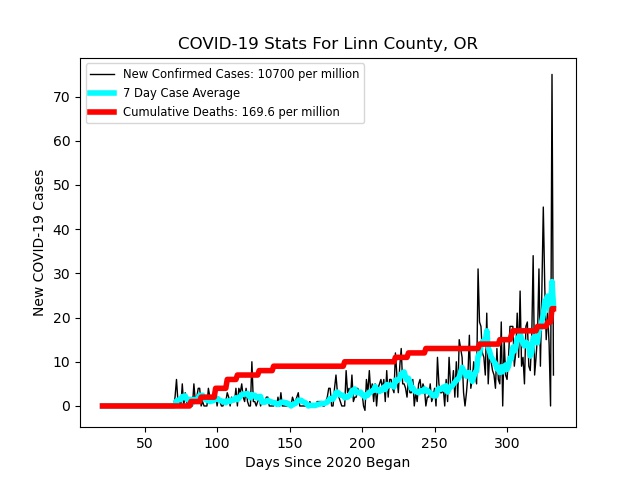 COVID-19 Stats For Linn County, OR
New Confirmed Cases: 10700 per million
7 Day Case Average
Cumulative Deaths: 169.6 per million
New COVID-19 Cases
70
60
50
40
30
20
10
0
50 100 150 200 250 300
Days Since 2020 Began